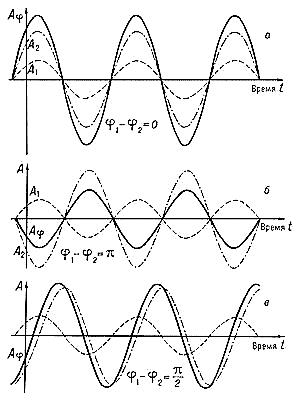 Aφ
A₂
A₁
а
Время t
φ₁−φ₂=0
A
A₁
б
Время t
Aφ
A₂
φ₁−φ₂=π
A
в
Время t
Aφ
φ₁−φ₂=π/2